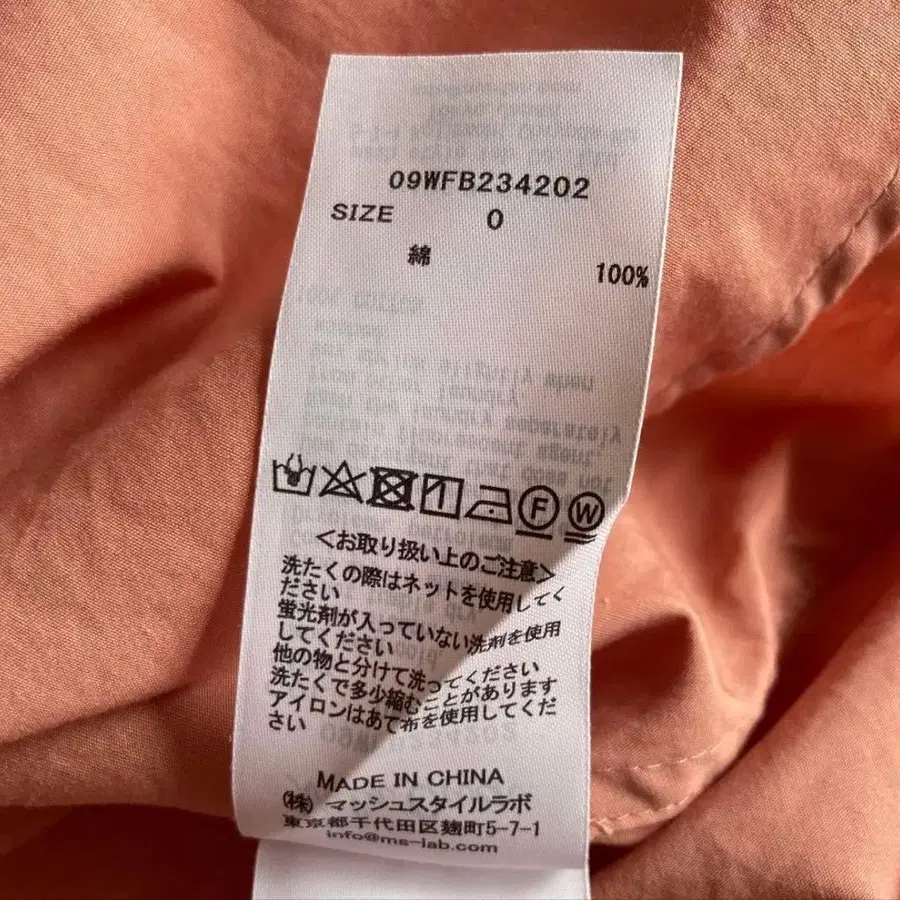 09WFB234202
SIZE 0
綿 100%
F W
<お取り扱い上のご注意>
洗たくの際はネットを使用してく
ださい
蛍光剤が入っていない洗剤を使用
してください
他の物と分けて洗ってください
洗たくで多少縮むことがあります
アイロンはあて布を使用してくだ
さい
MADE IN CHINA
(株) マッシュスタイルラボ
東京都千代田区麹町5-7-1
info@ms-lab.com